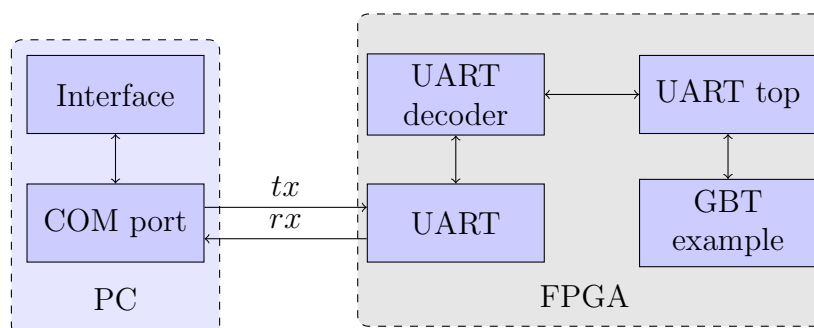 Interface
COM port
PC
tx
rx
UART
decoder
UART
UART top
GBT
example
FPGA